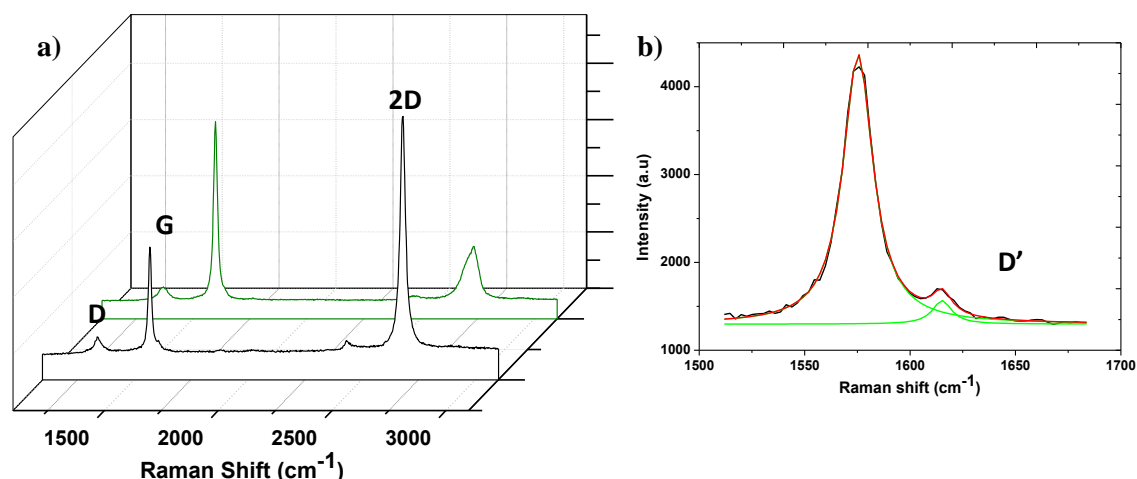 a)
2D
G
D
1500 2000 2500 3000
Raman Shift (cm-1)
b)
4000
3000
2000
1000
Intensity (a.u)
D’
1500 1550 1600 1650 1700
Raman shift (cm-1)